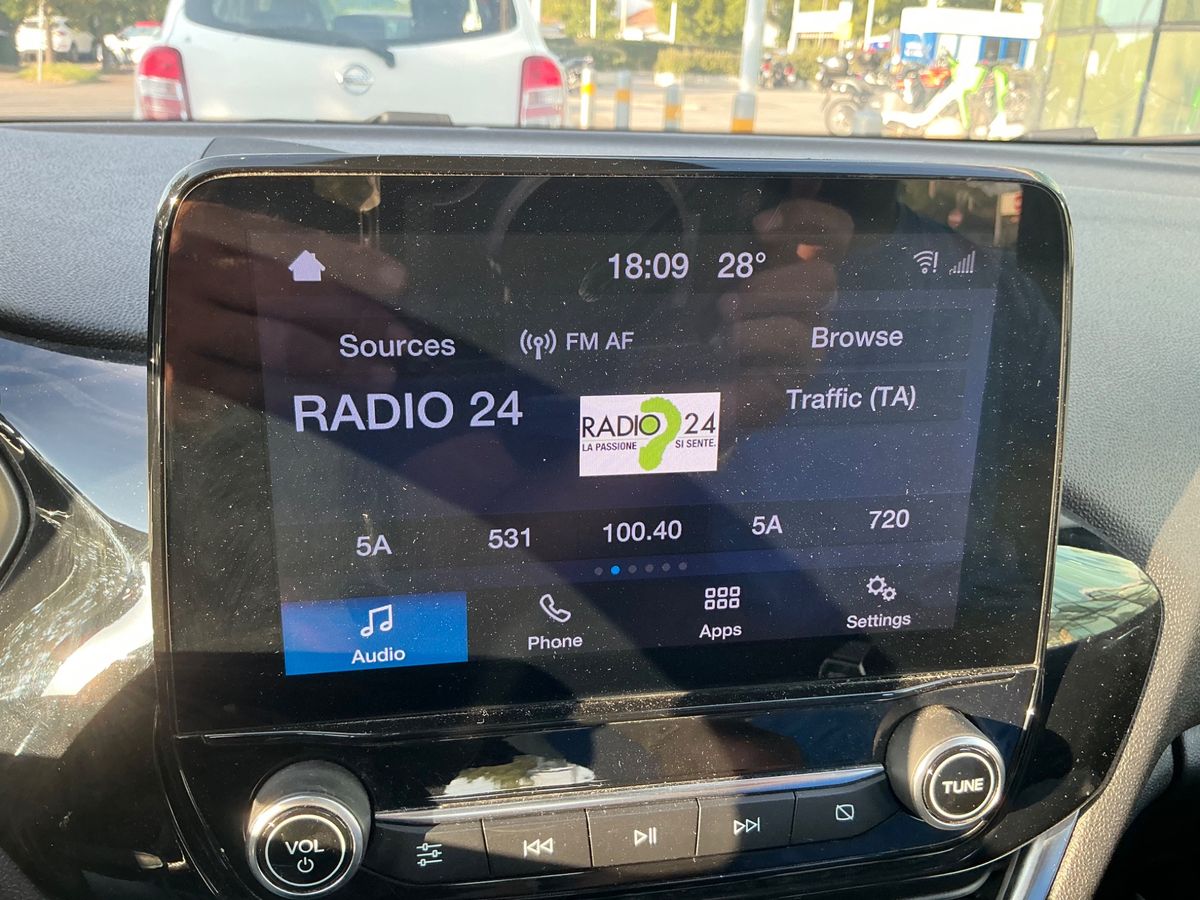 18:09 28°
Sources FM AF Browse
RADIO 24
RADIO 24
LA PASSIONE SI SENTE.
Traffic (TA)
5A 531 100.40 5A 720
Audio Phone Apps Settings
VOL
TUNE